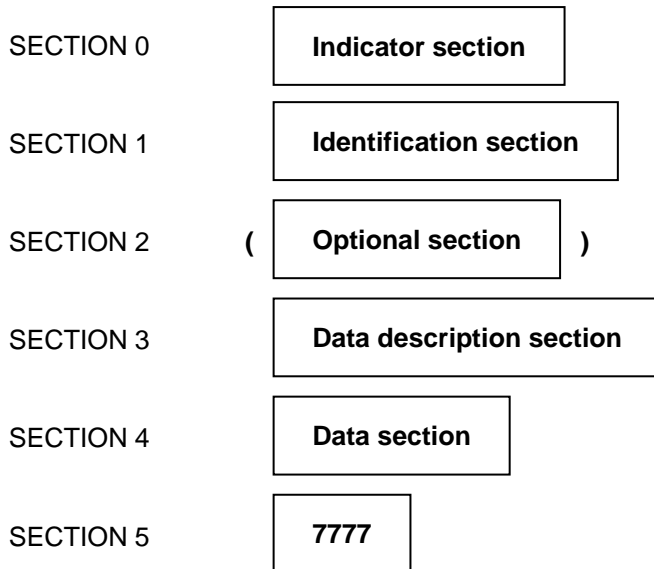 SECTION 0 Indicator section
SECTION 1 Identification section
SECTION 2 ( Optional section )
SECTION 3 Data description section
SECTION 4 Data section
SECTION 5 7777